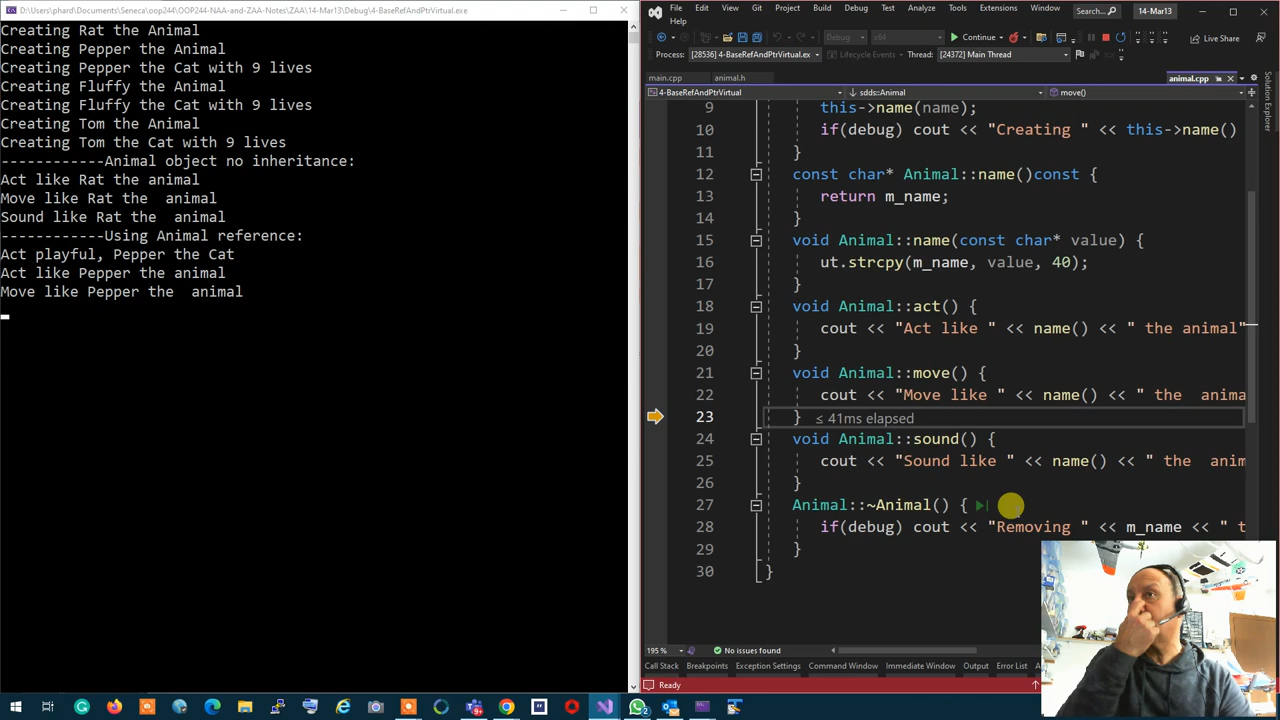 D:\Users\phard\Documents\Seneca\oop244\OOP244-NAA-and-ZAA-Notes\ZAA\14-Mar13\Debug\4-BaseRefAndPtrVirtual.exe
Creating Rat the Animal
Creating Pepper the Animal
Creating Pepper the Cat with 9 lives
Creating Fluffy the Animal
Creating Fluffy the Cat with 9 lives
Creating Tom the Animal
Creating Tom the Cat with 9 lives
------------Animal object no inheritance:
Act like Rat the animal
Move like Rat the  animal
Sound like Rat the  animal
------------Using Animal reference:
Act playful, Pepper the Cat
Act like Pepper the animal
Move like Pepper the  animal
File Edit View Git Project Build Debug Test Analyze Tools Extensions Window Search... 14-Mar13
Help
Debug x64 Continue Live Share
Process: [28536] 4-BaseRefAndPtrVirtual.ex Lifecycle Events Thread: [24372] Main Thread
main.cpp animal.h animal.cpp
4-BaseRefAndPtrVirtual sdds::Animal move()
9 this->name(name);
10 if(debug) cout << "Creating " << this->name()
11 }
12 const char* Animal::name()const {
13 return m_name;
14 }
15 void Animal::name(const char* value) {
16 ut.strcpy(m_name, value, 40);
17 }
18 void Animal::act() {
19 cout << "Act like " << name() << " the animal"
20 }
21 void Animal::move() {
22 cout << "Move like " << name() << " the  anima
23 } ≤ 41ms elapsed
24 void Animal::sound() {
25 cout << "Sound like " << name() << " the  anim
26 }
27 Animal::~Animal() {
28 if(debug) cout << "Removing " << m_name << " t
29 }
30 }
195 % No issues found
Call Stack Breakpoints Exception Settings Command Window Immediate Window Output Error List
Ready
Solution Explorer